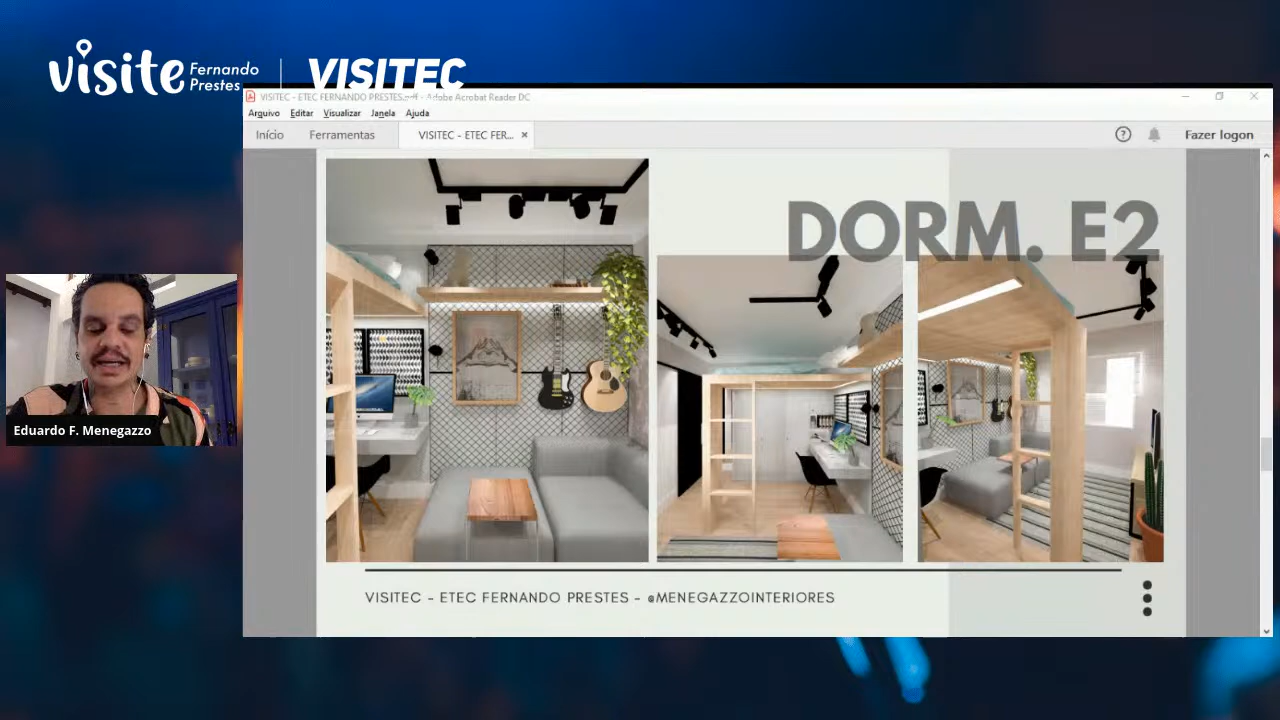 visite Fernando
Prestes
VISITEC
VISITEC - ETEC FERNANDO PRESTES.pdf - Adobe Acrobat Reader DC
Arquivo Editar Visualizar Janela Ajuda
Início Ferramentas VISITEC - ETEC FER... × Fazer logon
DORM. E2
Eduardo F. Menegazzo
VISITEC - ETEC FERNANDO PRESTES - @MENEGAZZOINTERIORES